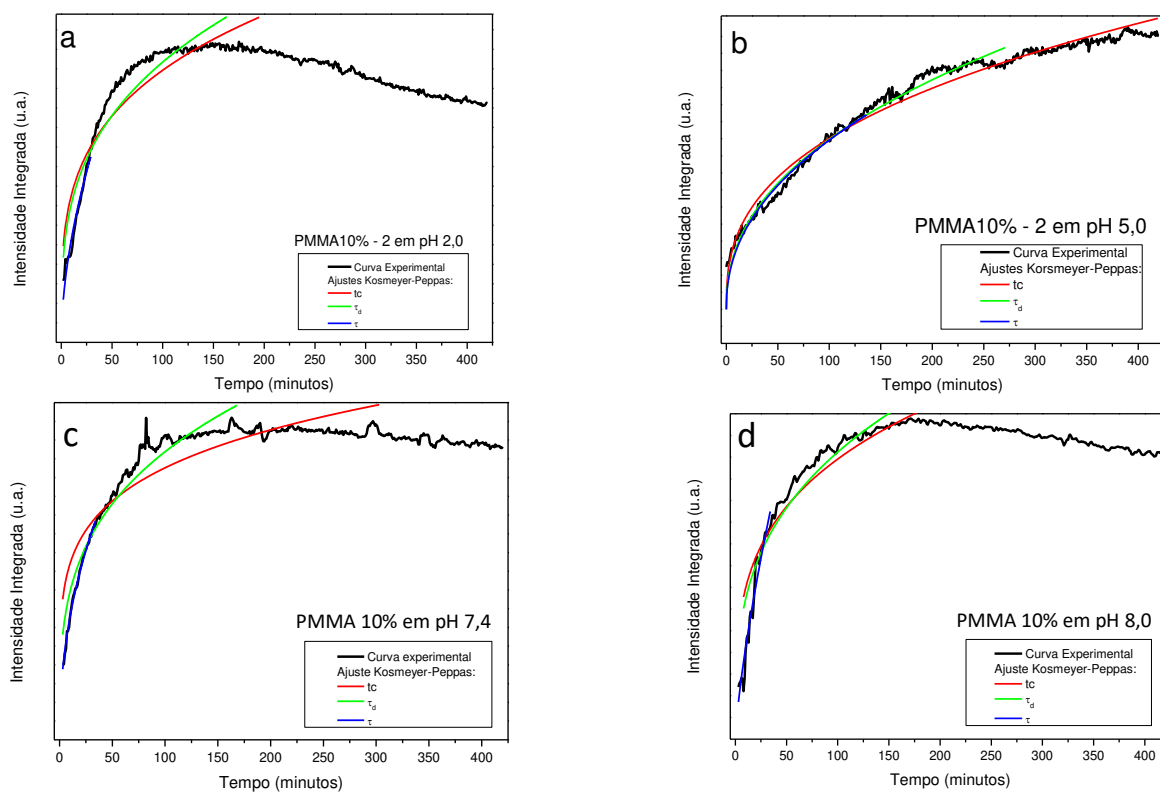 a
Intensidade Integrada (u.a.)
PMMA10% - 2 em pH 2,0
Curva Experimental
Ajustes Kosmeyer-Peppas:
tc
τd
τ
0 50 100 150 200 250 300 350 400
Tempo (minutos)
b
Intensidade Integrada (u.a.)
PMMA10% - 2 em pH 5,0
Curva Experimental
Ajustes Korsmeyer-Peppas:
tc
τd
τ
0 50 100 150 200 250 300 350 400
Tempo (minutos)
c
Intensidade Integrada (u.a.)
PMMA 10% em pH 7,4
Curva experimental
Ajuste Kosmeyer-Peppas:
tc
τd
τ
0 50 100 150 200 250 300 350 400
Tempo (minutos)
d
Intensidade Integrada (u.a.)
PMMA 10% em pH 8,0
Curva Experimental
Ajuste Kosmeyer-Peppas:
tc
τd
τ
0 50 100 150 200 250 300 350 400
Tempo (minutos)